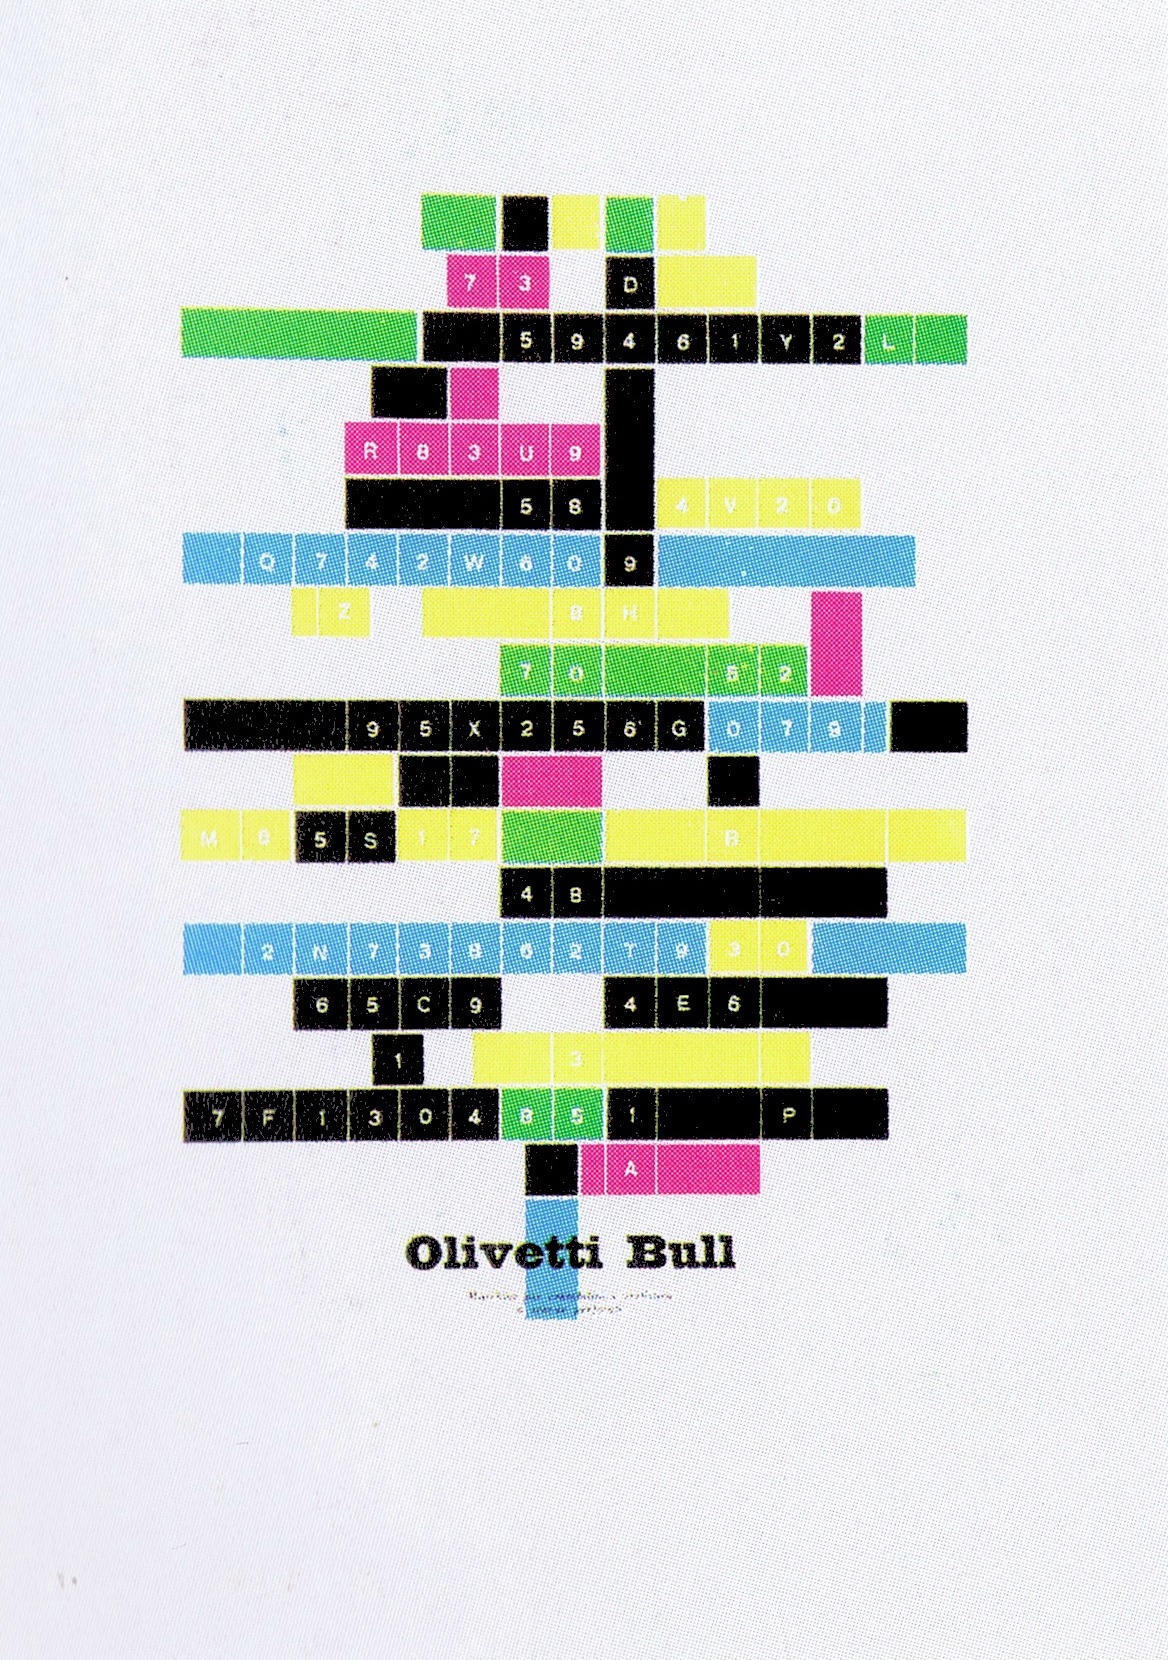 7 3 D
5 9 4 6 1 Y 2 L
R 8 3 U 9
5 8 4 V 2 6
Q 7 4 2 W 6 0 9
Z B H
7 0 5 2
9 5 X 2 5 6 G 0 7 8
M 6 5 S 1 7 B
4 8
2 N 7 3 8 6 2 T 9 3 0
6 5 C 9 4 E 6
1 3
7 F 1 3 0 4 8 5 1 P
A
Olivetti Bull
a perforate